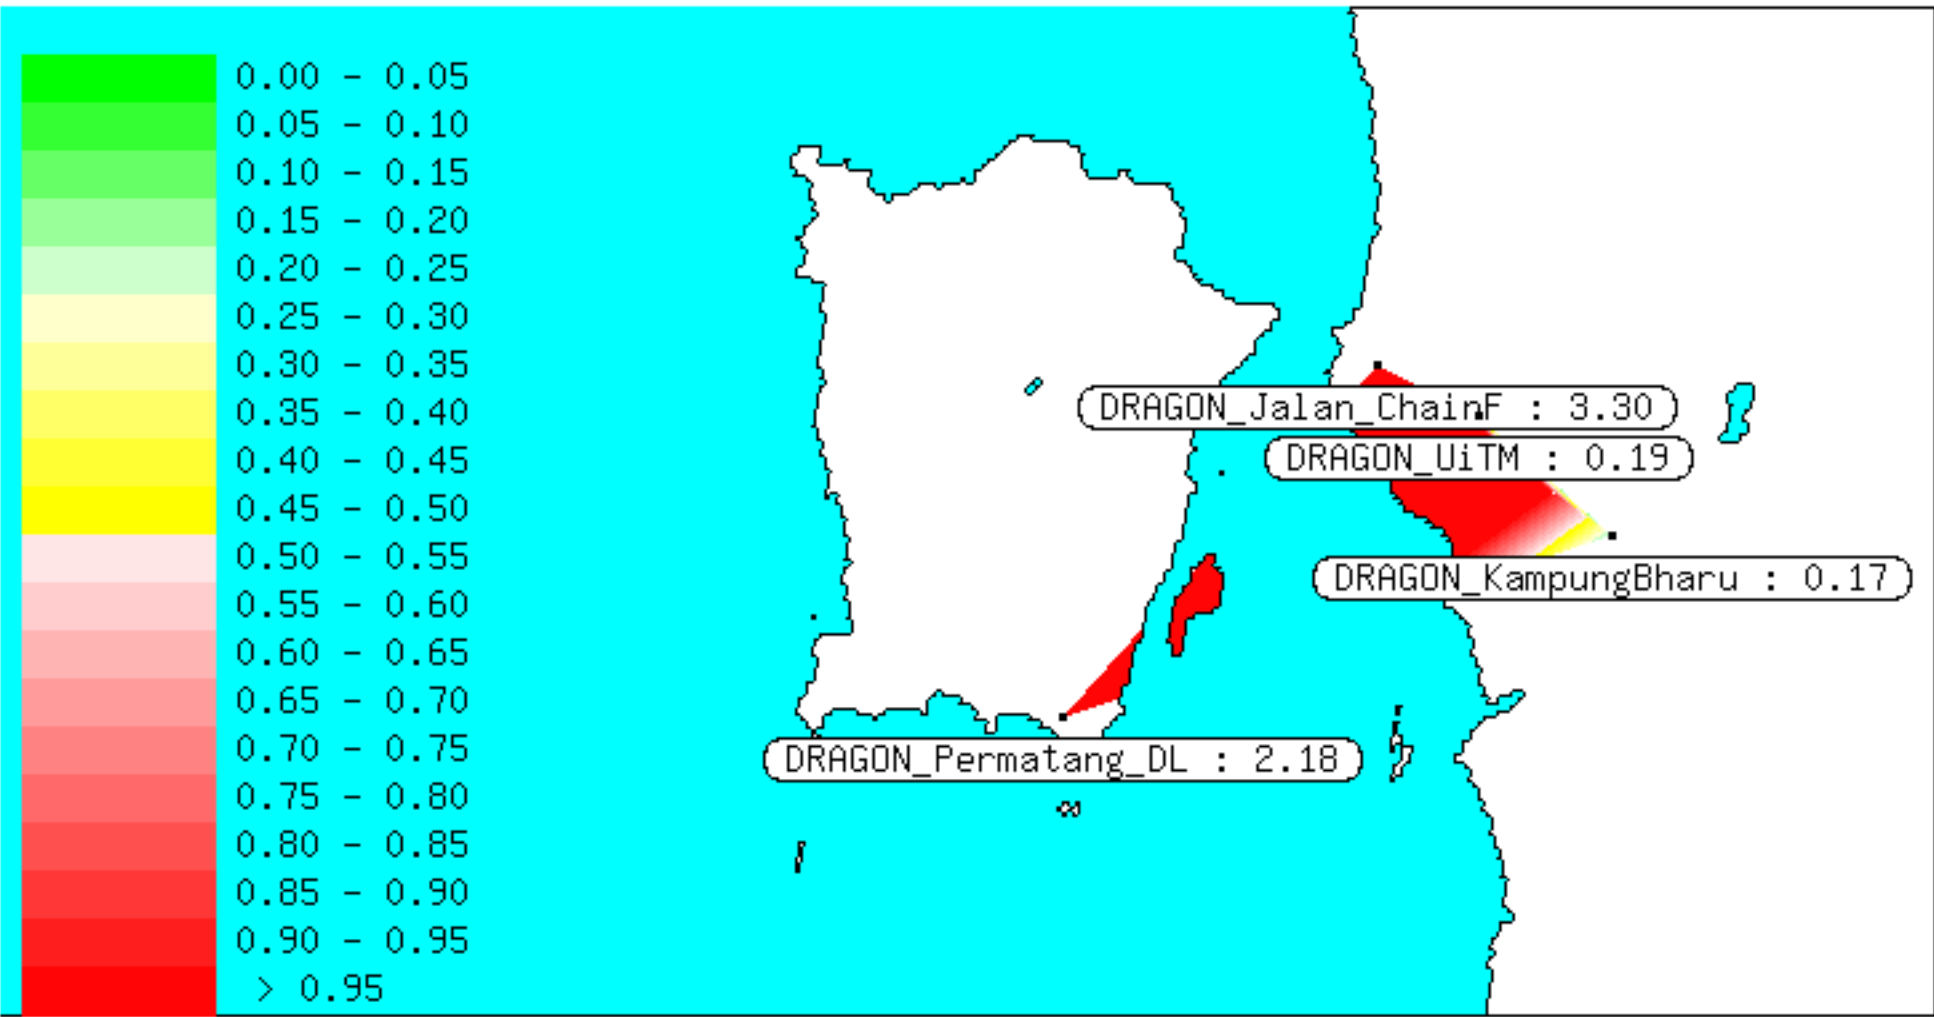 0.00 - 0.05
0.05 - 0.10
0.10 - 0.15
0.15 - 0.20
0.20 - 0.25
0.25 - 0.30
0.30 - 0.35
0.35 - 0.40
0.40 - 0.45
0.45 - 0.50
0.50 - 0.55
0.55 - 0.60
0.60 - 0.65
0.65 - 0.70
0.70 - 0.75
0.75 - 0.80
0.80 - 0.85
0.85 - 0.90
0.90 - 0.95
> 0.95
DRAGON_Jalan_ChainF : 3.30
DRAGON_UiTM : 0.19
DRAGON_KampungBharu : 0.17
DRAGON_Permatang_DL : 2.18